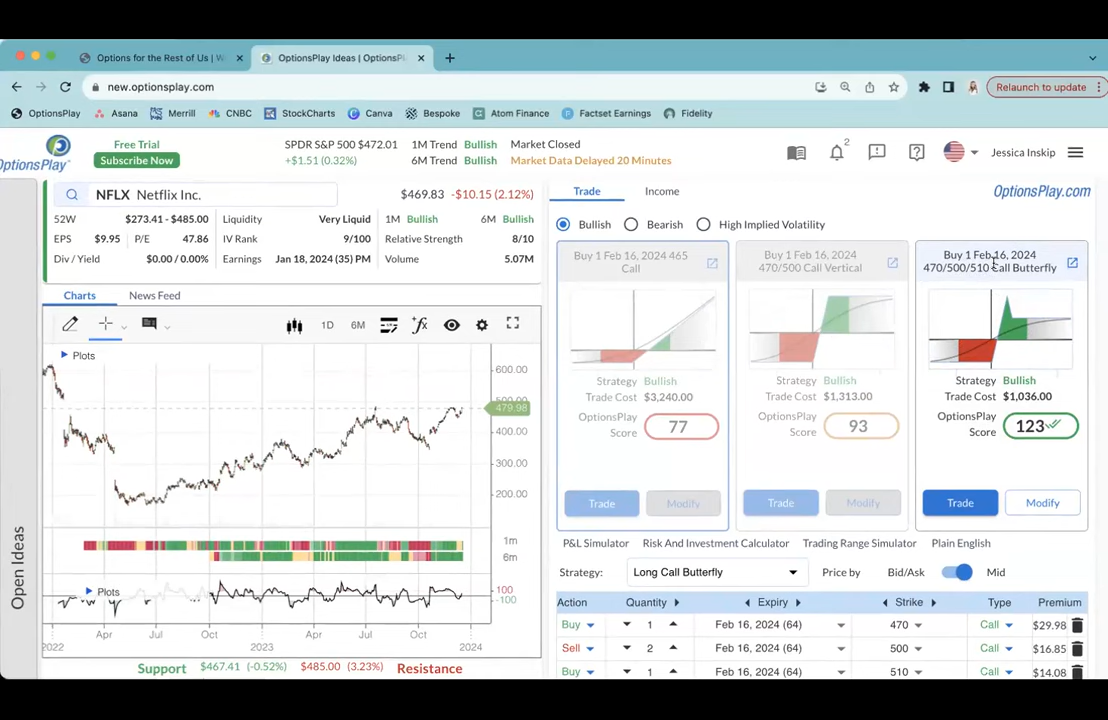 Options for the Rest of Us | W
OptionsPlay Ideas | OptionsPl
new.optionsplay.com
Relaunch to update
OptionsPlay
Asana
Merrill
CNBC
StockCharts
Canva
Bespoke
Atom Finance
Factset Earnings
Fidelity
OptionsPlay
Free Trial
Subscribe Now
SPDR S&P 500 $472.01
+$1.51 (0.32%)
1M Trend Bullish
6M Trend Bullish
Market Closed
Market Data Delayed 20 Minutes
2
Jessica Inskip
NFLX Netflix Inc.
$469.83 -$10.15 (2.12%)
52W $273.41 - $485.00 Liquidity Very Liquid 1M Bullish 6M Bullish
EPS $9.95 P/E 47.86 IV Rank 9/100 Relative Strength 8/10
Div / Yield $0.00 / 0.00% Earnings Jan 18, 2024 (35) PM Volume 5.07M
Charts News Feed
1D 6M
Plots
600.00
500.00
479.98
400.00
300.00
200.00
1m
6m
Plots
100
-100
2022 Apr Jul Oct 2023 Apr Jul Oct 2024
Support $467.41 (-0.52%) $485.00 (3.23%) Resistance
Open Ideas
Trade Income
OptionsPlay.com
Bullish Bearish High Implied Volatility
Buy 1 Feb 16, 2024 465
Call
Strategy Bullish
Trade Cost $3,240.00
OptionsPlay
Score 77
Trade Modify
Buy 1 Feb 16, 2024
470/500 Call Vertical
Strategy Bullish
Trade Cost $1,313.00
OptionsPlay
Score 93
Trade Modify
Buy 1 Feb 16, 2024
470/500/510 Call Butterfly
Strategy Bullish
Trade Cost $1,036.00
OptionsPlay
Score 123
Trade Modify
P&L Simulator Risk And Investment Calculator Trading Range Simulator Plain English
Strategy: Long Call Butterfly Price by Bid/Ask Mid
Action Quantity Expiry Strike Type Premium
Buy 1 Feb 16, 2024 (64) 470 Call $29.98
Sell 2 Feb 16, 2024 (64) 500 Call $16.85
Buy 1 Feb 16, 2024 (64) 510 Call $14.08